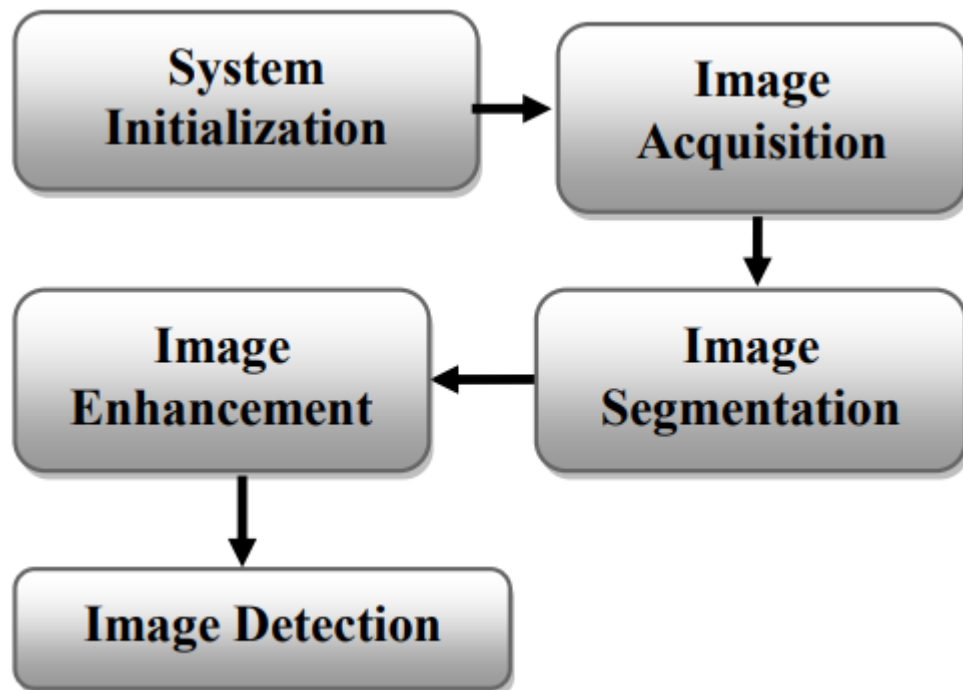 System
Initialization
Image
Acquisition
Image
Segmentation
Image
Enhancement
Image Detection